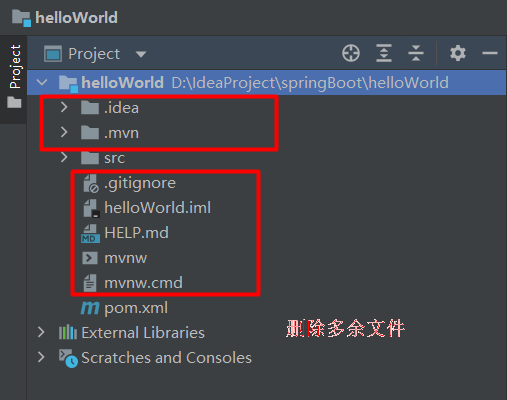 helloWorld
Project
Project
helloWorld D:\IdeaProject\springBoot\helloWorld
.idea
.mvn
src
.gitignore
helloWorld.iml
HELP.md
MD
mvnw
mvnw.cmd
m pom.xml
External Libraries
删除多余文件
Scratches and Consoles